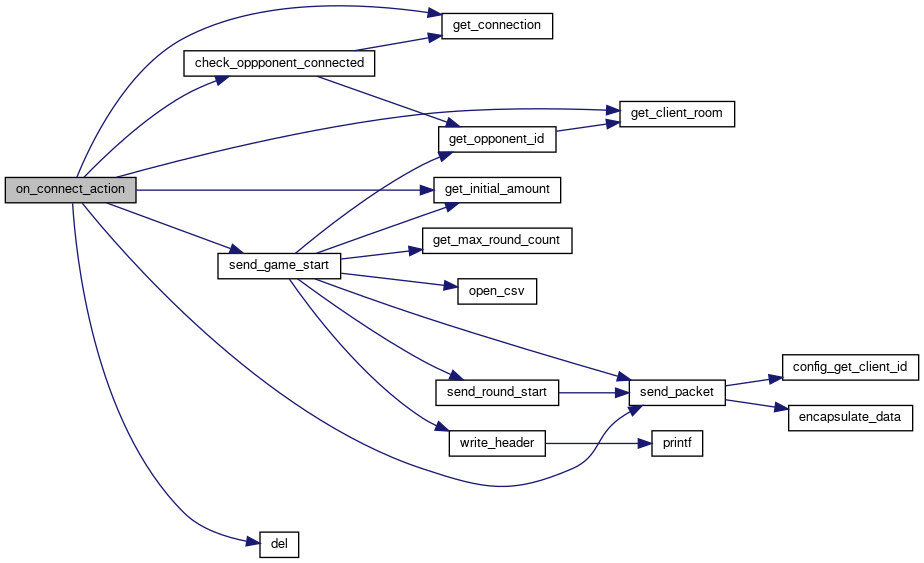 get_connection
check_oppponent_connected
get_client_room
get_opponent_id
on_connect_action
get_initial_amount
get_max_round_count
send_game_start
open_csv
config_get_client_id
send_round_start
send_packet
encapsulate_data
write_header
printf
del